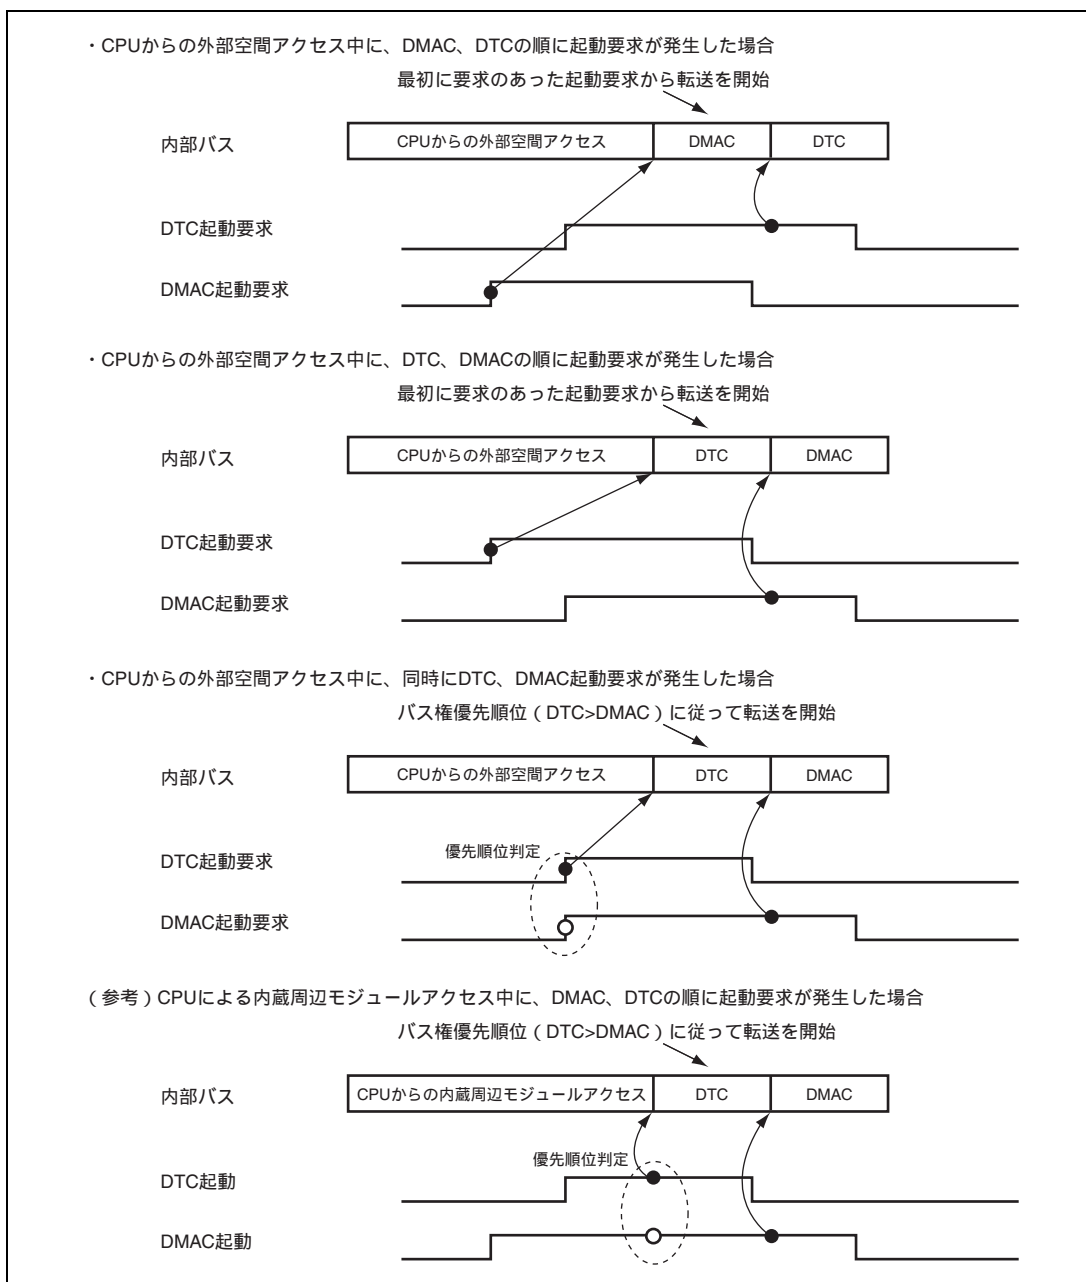 ・CPUからの外部空間アクセス中に、DMAC、DTCの順に起動要求が発生した場合
最初に要求のあった起動要求から転送を開始
内部バス
CPUからの外部空間アクセス
DMAC
DTC
DTC起動要求
DMAC起動要求
・CPUからの外部空間アクセス中に、DTC、DMACの順に起動要求が発生した場合
最初に要求のあった起動要求から転送を開始
内部バス
CPUからの外部空間アクセス
DTC
DMAC
DTC起動要求
DMAC起動要求
・CPUからの外部空間アクセス中に、同時にDTC、DMAC起動要求が発生した場合
バス権優先順位（DTC>DMAC）に従って転送を開始
内部バス
CPUからの外部空間アクセス
DTC
DMAC
優先順位判定
DTC起動要求
DMAC起動要求
（参考）CPUによる内蔵周辺モジュールアクセス中に、DMAC、DTCの順に起動要求が発生した場合
バス権優先順位（DTC>DMAC）に従って転送を開始
内部バス
CPUからの内蔵周辺モジュールアクセス
DTC
DMAC
優先順位判定
DTC起動
DMAC起動